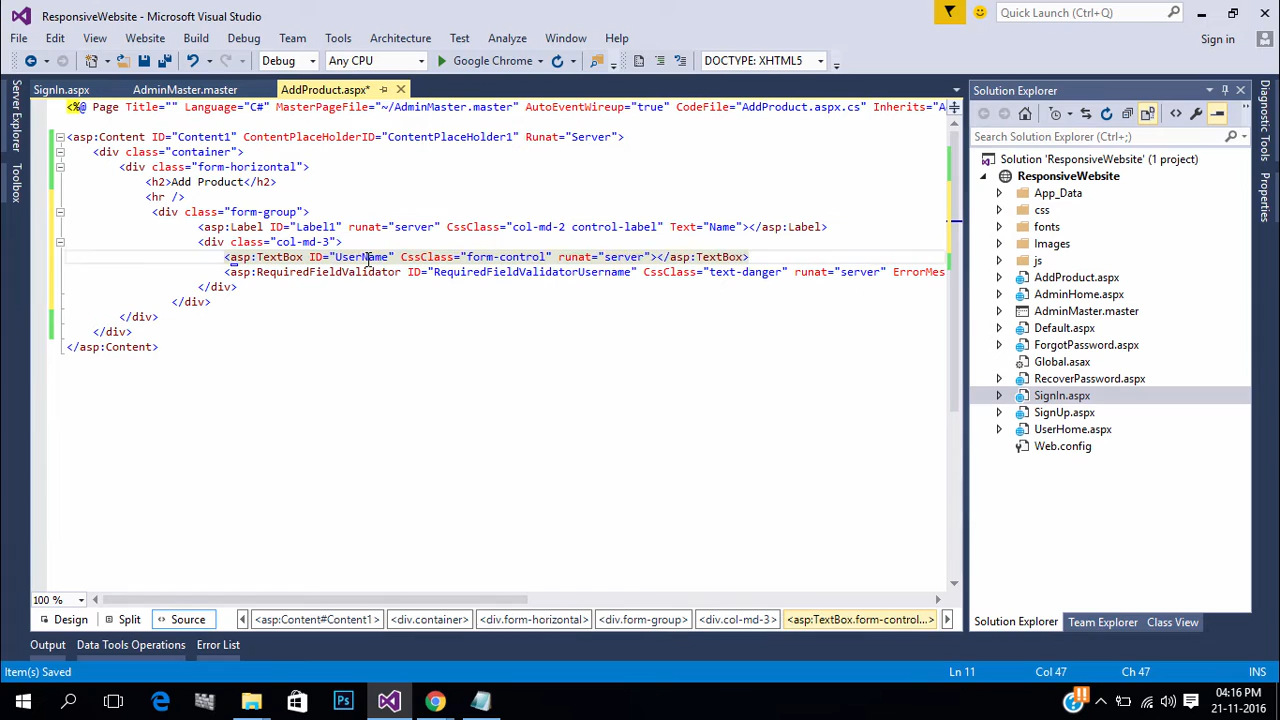 ResponsiveWebsite - Microsoft Visual Studio
Quick Launch (Ctrl+Q)
File Edit View Website Build Debug Team Tools Architecture Test Analyze Window Help
Sign in
Debug Any CPU Google Chrome DOCTYPE: XHTML5
SignIn.aspx AdminMaster.master AddProduct.aspx*
Solution Explorer
Server Explorer
Toolbox
Properties
<%@ Page Title="" Language="C#" MasterPageFile="~/AdminMaster.master" AutoEventWireup="true" CodeFile="AddProduct.aspx.cs" Inherits="A
<asp:Content ID="Content1" ContentPlaceHolderID="ContentPlaceHolder1" Runat="Server">
<div class="container">
<div class="form-horizontal">
<h2>Add Product</h2>
<hr />
<div class="form-group">
<asp:Label ID="Label1" runat="server" CssClass="col-md-2 control-label" Text="Name"></asp:Label>
<div class="col-md-3">
<asp:TextBox ID="UserName" CssClass="form-control" runat="server"></asp:TextBox>
<asp:RequiredFieldValidator ID="RequiredFieldValidatorUsername" CssClass="text-danger" runat="server" ErrorMes
</div>
</div>
</div>
</div>
</asp:Content>
Search Solution Explorer (Ctrl+;)
Solution 'ResponsiveWebsite' (1 project)
ResponsiveWebsite
App_Data
css
fonts
Images
js
AddProduct.aspx
AdminHome.aspx
AdminMaster.master
Default.aspx
ForgotPassword.aspx
Global.asax
RecoverPassword.aspx
SignIn.aspx
SignUp.aspx
UserHome.aspx
Web.config
100 %
Design Split Source <asp:Content#Content1> <div.container> <div.form-horizontal> <div.form-group> <div.col-md-3> <asp:TextBox.form-control...>
Solution Explorer Team Explorer Class View
Output Data Tools Operations Error List
Item(s) Saved Ln 11 Col 47 Ch 47 INS
Ps
04:16 PM
21-11-2016